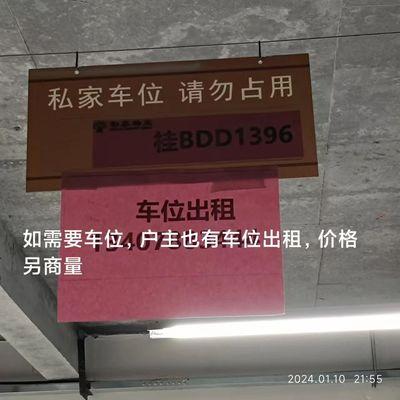 私家车位 请勿占用
桂BDD1396
车位出租
如需要车位，户主也有车位出租，价格
另商量
2024.01.10 21:55